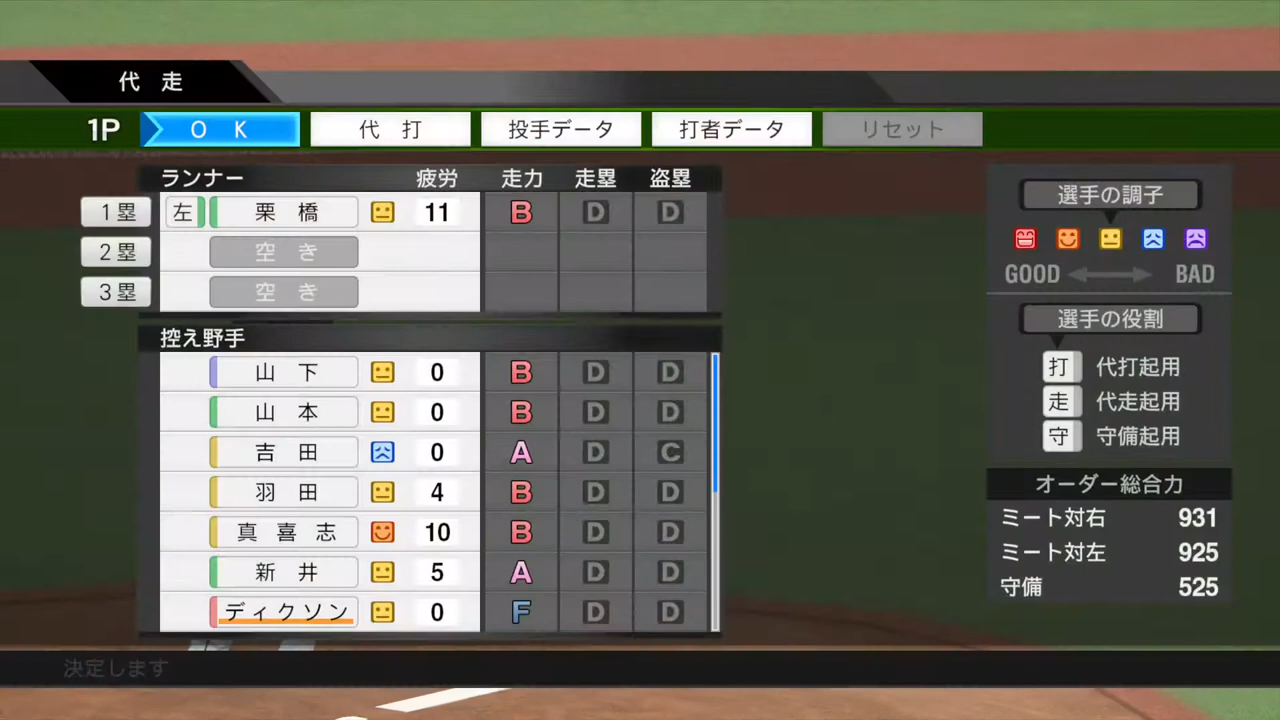 代 走
1P O K 代 打 投手データ 打者データ リセット
ランナー 疲労 走力 走塁 盗塁
1塁 左 栗 橋 11 B D D
2塁 空 き
3塁 空 き
控え野手
山 下 0 B D D
山 本 0 B D D
吉 田 0 A D C
羽 田 4 B D D
真 喜 志 10 B D D
新 井 5 A D D
ディクソン 0 F D D
選手の調子
GOOD BAD
選手の役割
打 代打起用
走 代走起用
守 守備起用
オーダー総合力
ミート対右 931
ミート対左 925
守備 525
決定します